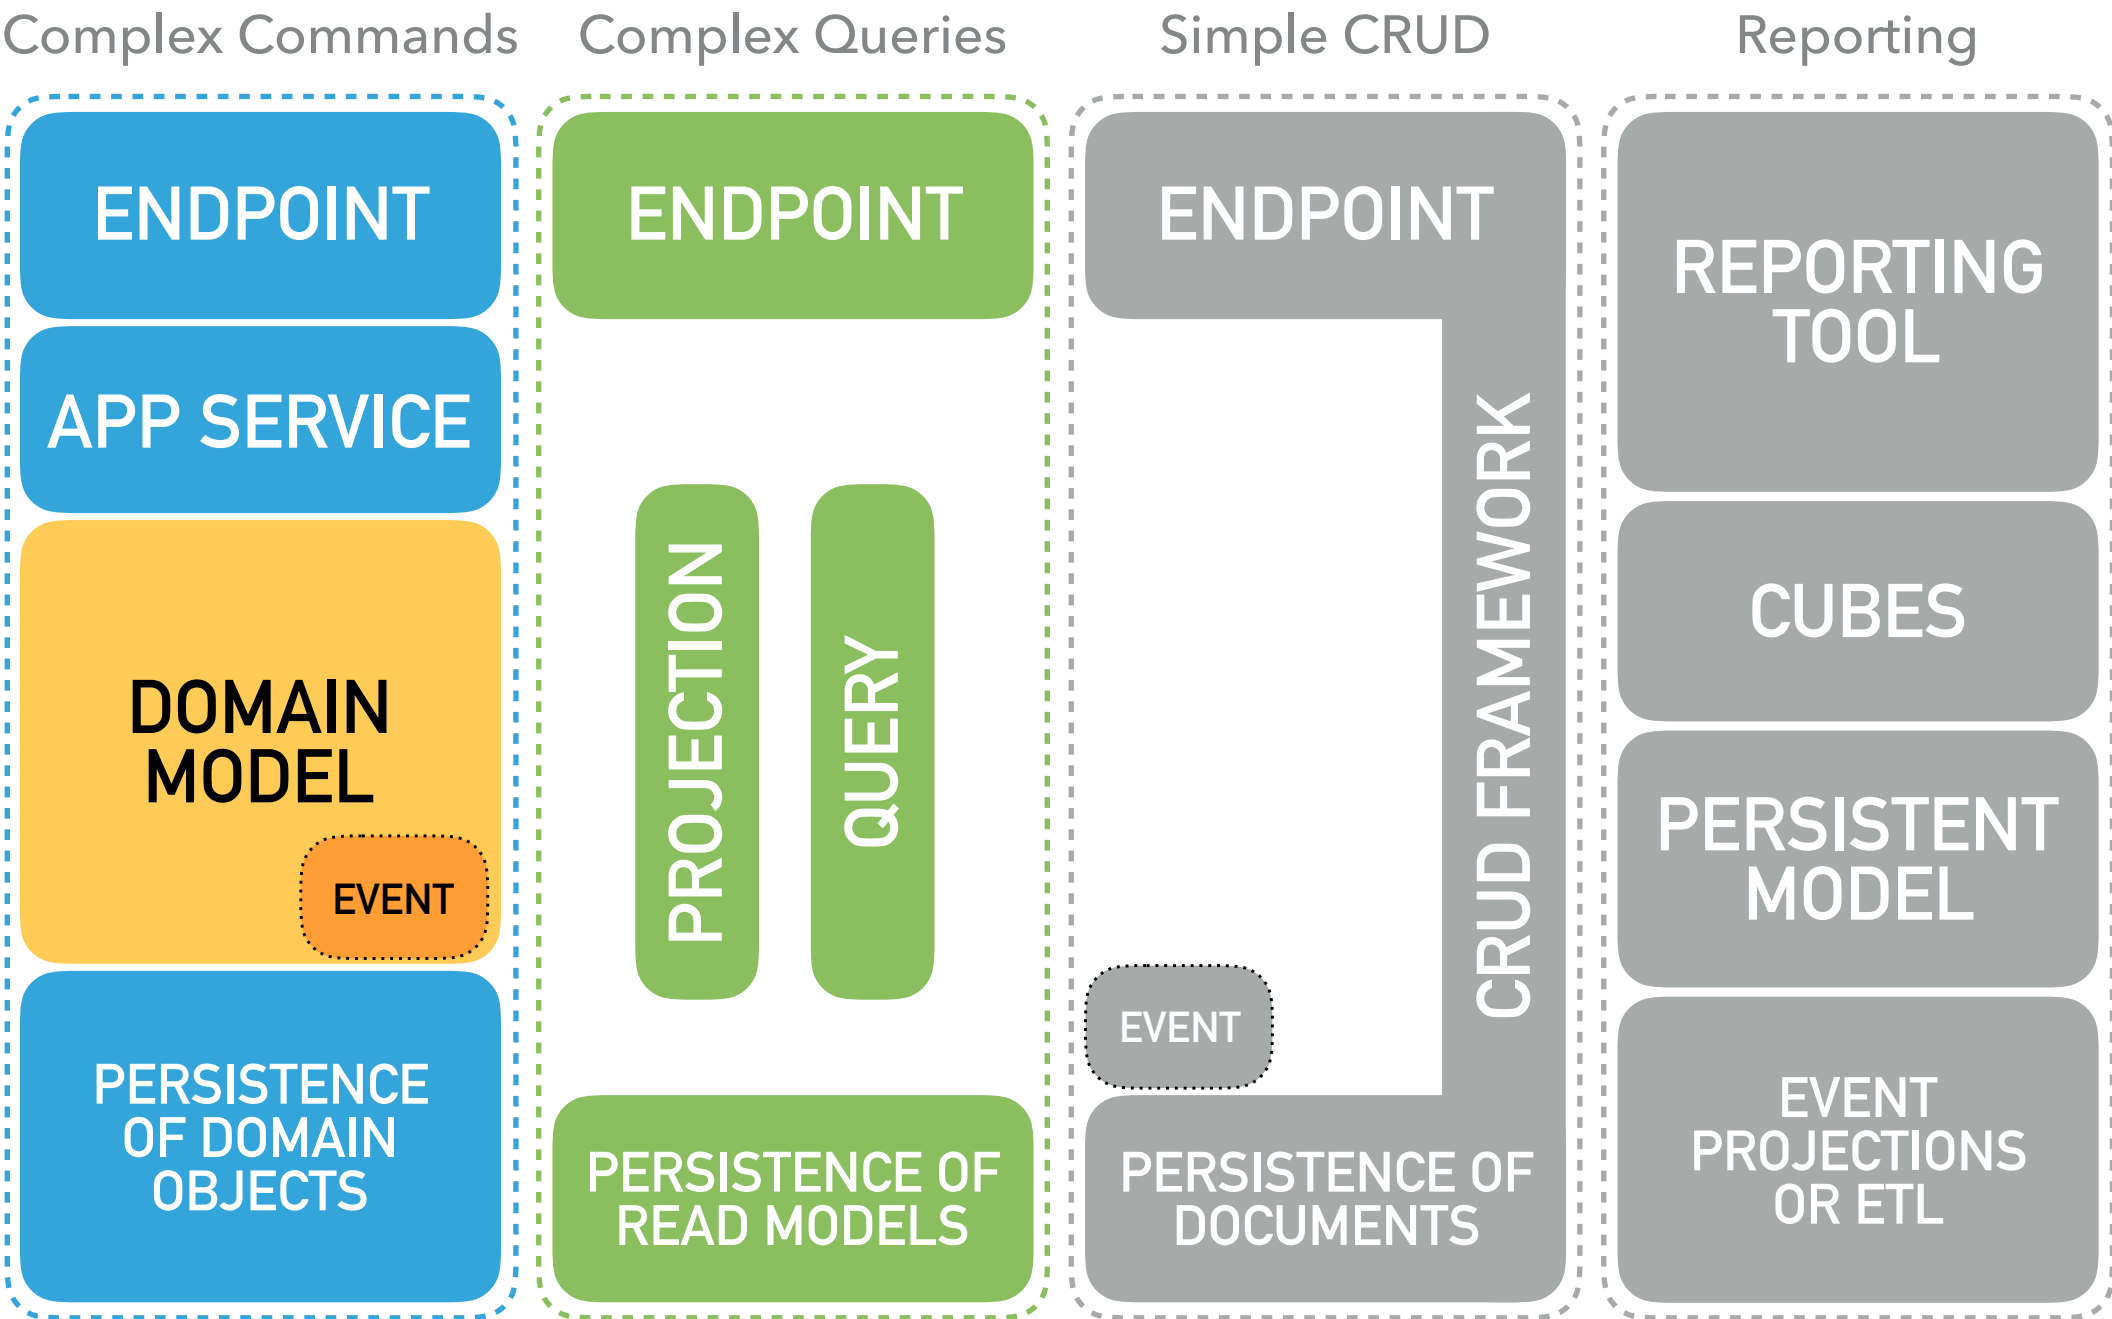 Complex Commands
ENDPOINT
APP SERVICE
DOMAIN
MODEL
EVENT
PERSISTENCE
OF DOMAIN
OBJECTS
Complex Queries
ENDPOINT
PROJECTION
QUERY
PERSISTENCE OF
READ MODELS
Simple CRUD
ENDPOINT
CRUD FRAMEWORK
EVENT
PERSISTENCE OF
DOCUMENTS
Reporting
REPORTING
TOOL
CUBES
PERSISTENT
MODEL
EVENT
PROJECTIONS
OR ETL